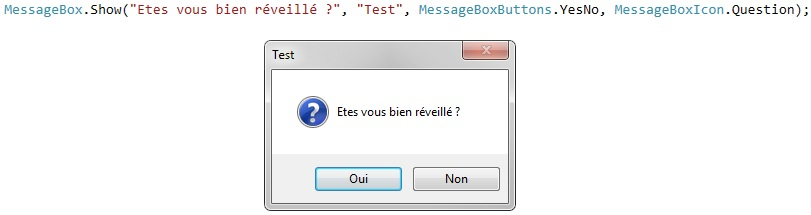 MessageBox.Show("Etes vous bien réveillé ?", "Test", MessageBoxButtons.YesNo, MessageBoxIcon.Question);
Test
Etes vous bien réveillé ?
Oui Non